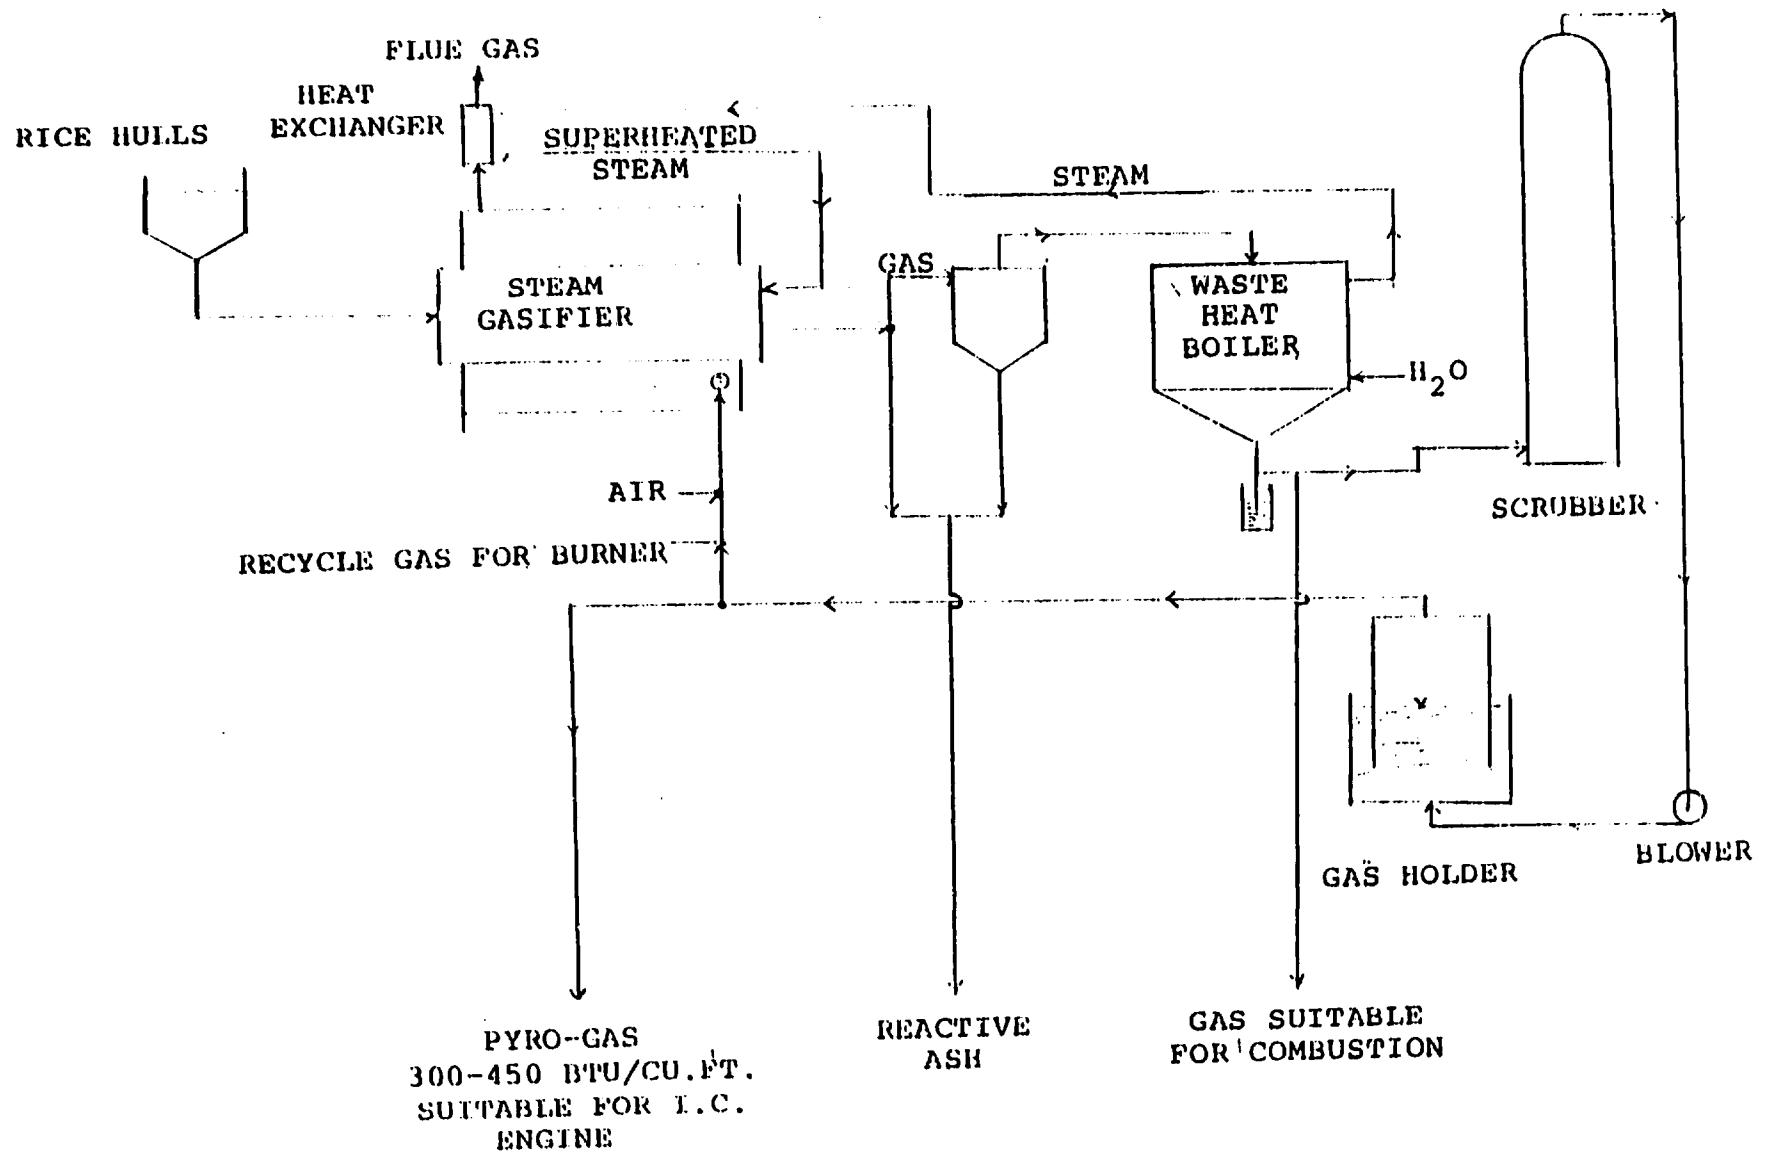 FLUE GAS
HEAT
EXCHANGER
RICE HULLS
SUPERHEATED
STEAM
STEAM
GAS
STEAM
GASIFIER
WASTE
HEAT
BOILER
H2O
AIR
SCRUBBER
RECYCLE GAS FOR BURNER
BLOWER
GAS HOLDER
PYRO-GAS
300-450 BTU/CU.FT.
SUITABLE FOR I.C.
ENGINE
REACTIVE
ASH
GAS SUITABLE
FOR COMBUSTION